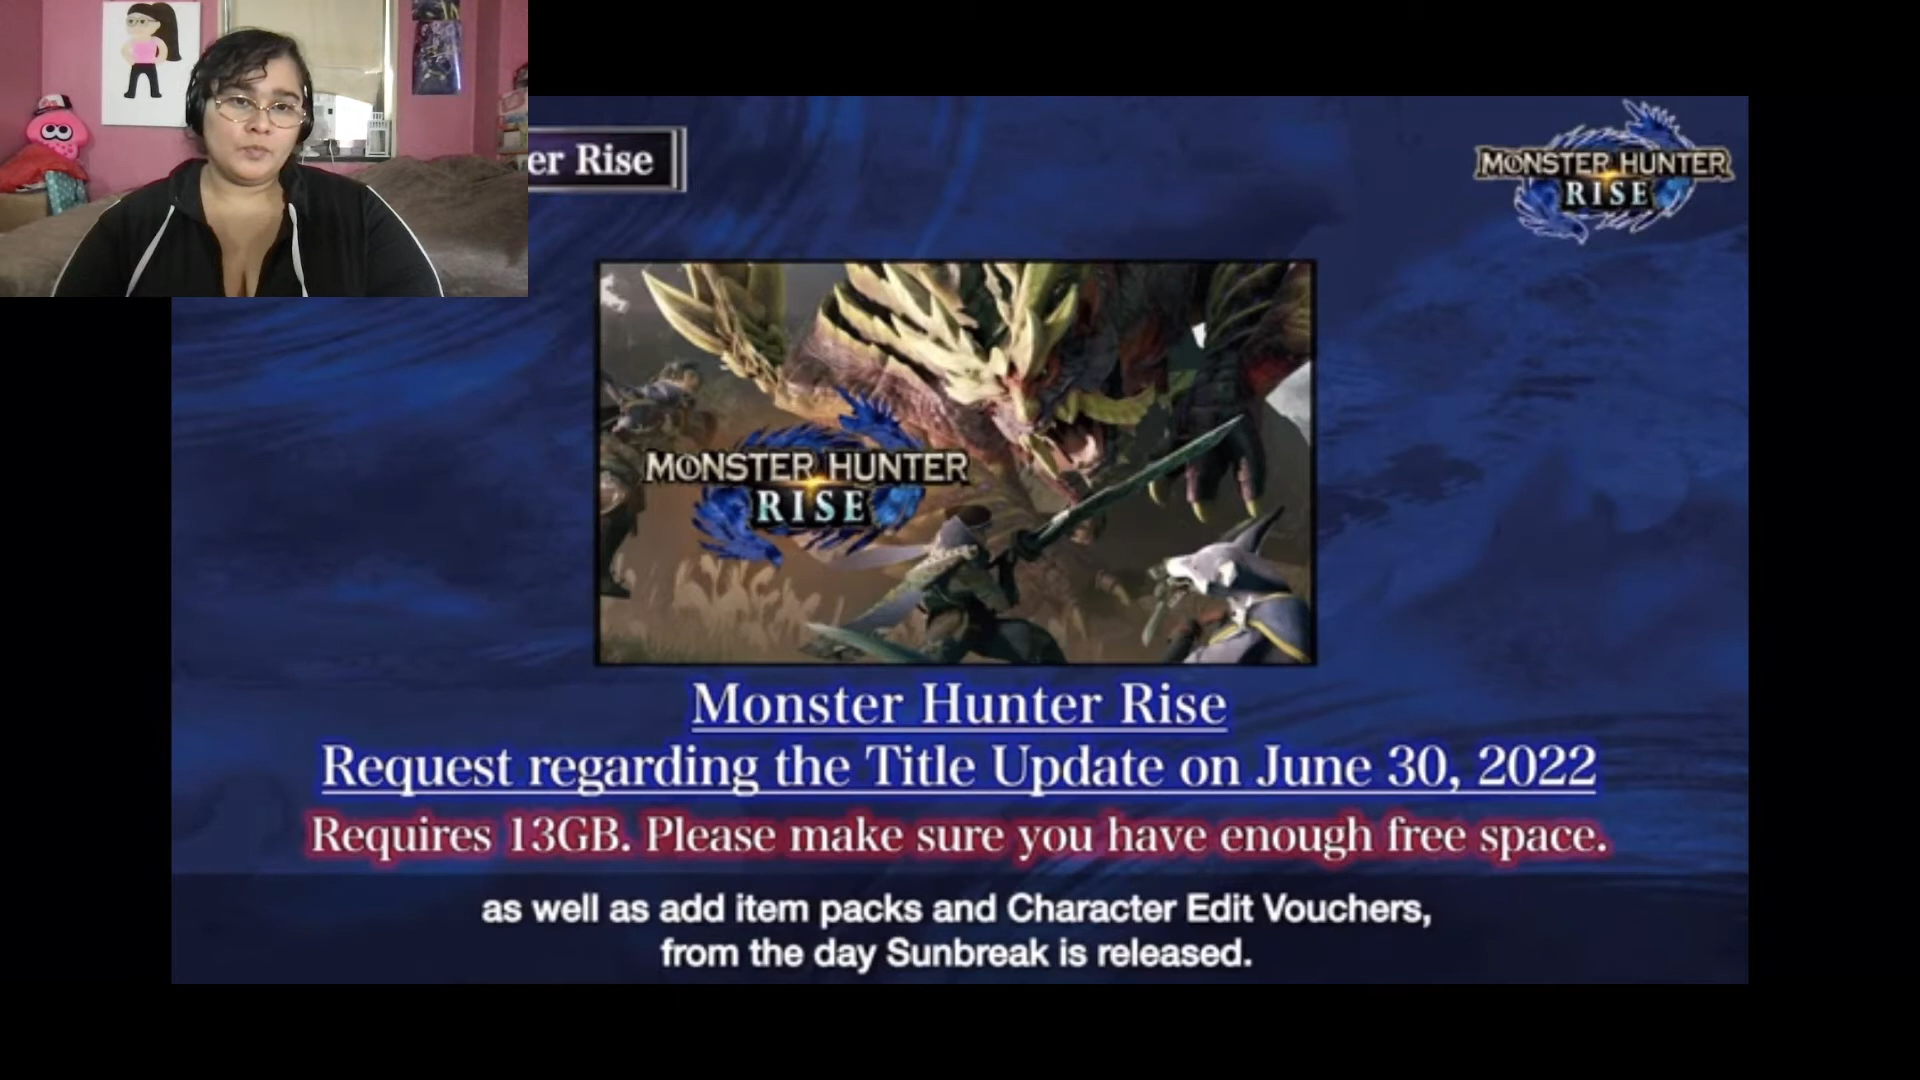 er Rise
MONSTER HUNTER
RISE
MONSTER HUNTER
RISE
Monster Hunter Rise
Request regarding the Title Update on June 30, 2022
Requires 13GB. Please make sure you have enough free space.
as well as add item packs and Character Edit Vouchers,
from the day Sunbreak is released.